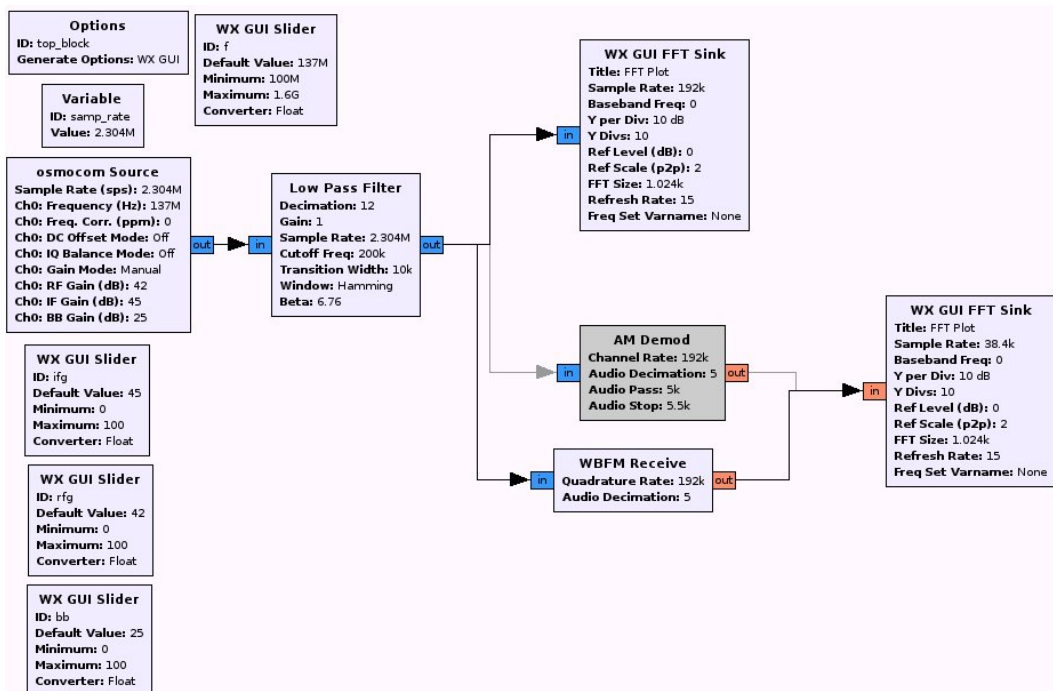 Options
ID: top_block
Generate Options: WX GUI
Variable
ID: samp_rate
Value: 2.304M
WX GUI Slider
ID: f
Default Value: 137M
Minimum: 100M
Maximum: 1.6G
Converter: Float
osmocom Source
Sample Rate (sps): 2.304M
Ch0: Frequency (Hz): 137M
Ch0: Freq. Corr. (ppm): 0
Ch0: DC Offset Mode: Off
Ch0: IQ Balance Mode: Off
Ch0: Gain Mode: Manual
Ch0: RF Gain (dB): 42
Ch0: IF Gain (dB): 45
Ch0: BB Gain (dB): 25
out
in
Low Pass Filter
Decimation: 12
Gain: 1
Sample Rate: 2.304M
Cutoff Freq: 200k
Transition Width: 10k
Window: Hamming
Beta: 6.76
out
in
WX GUI FFT Sink
Title: FFT Plot
Sample Rate: 192k
Baseband Freq: 0
Y per Div: 10 dB
Y Divs: 10
Ref Level (dB): 0
Ref Scale (p2p): 2
FFT Size: 1.024k
Refresh Rate: 15
Freq Set Varname: None
in
AM Demod
Channel Rate: 192k
Audio Decimation: 5
Audio Pass: 5k
Audio Stop: 5.5k
out
in
WBFM Receive
Quadrature Rate: 192k
Audio Decimation: 5
out
in
WX GUI FFT Sink
Title: FFT Plot
Sample Rate: 38.4k
Baseband Freq: 0
Y per Div: 10 dB
Y Divs: 10
Ref Level (dB): 0
Ref Scale (p2p): 2
FFT Size: 1.024k
Refresh Rate: 15
Freq Set Varname: None
WX GUI Slider
ID: ifg
Default Value: 45
Minimum: 0
Maximum: 100
Converter: Float
WX GUI Slider
ID: rfg
Default Value: 42
Minimum: 0
Maximum: 100
Converter: Float
WX GUI Slider
ID: bb
Default Value: 25
Minimum: 0
Maximum: 100
Converter: Float